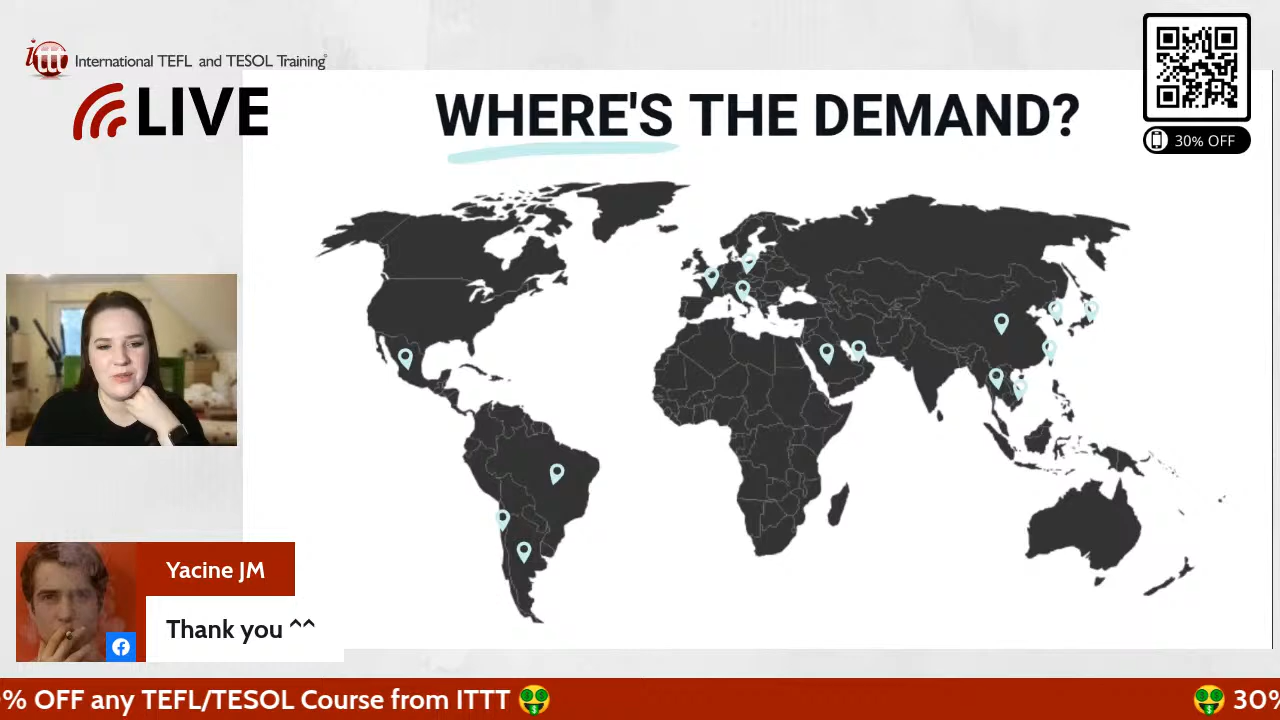 ittt International TEFL and TESOL Training
LIVE
WHERE'S THE DEMAND?
30% OFF
Yacine JM
Thank you ^^
% OFF any TEFL/TESOL Course from ITTT 🤑
🤑 30%